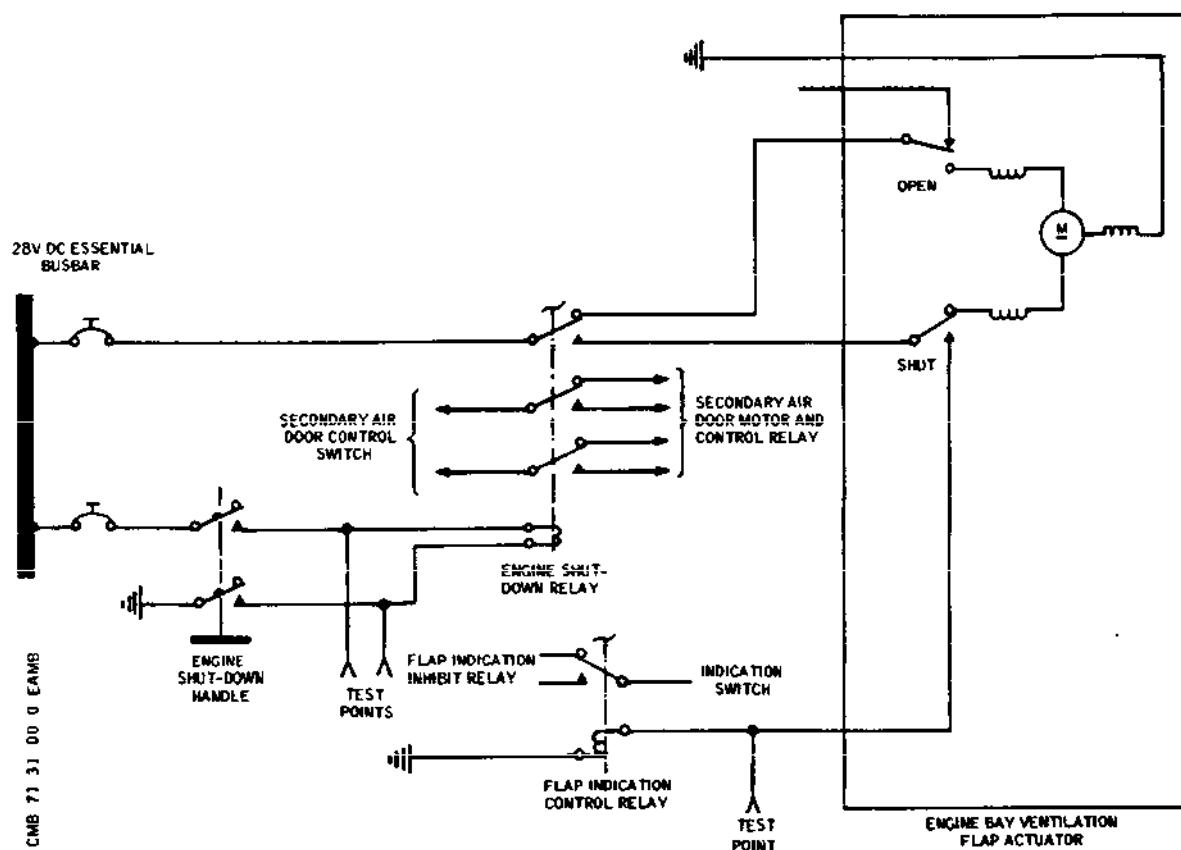 OPEN
M
28V DC ESSENTIAL
BUSBAR
SHUT
SECONDARY AIR
DOOR CONTROL
SWITCH
SECONDARY AIR
DOOR MOTOR AND
CONTROL RELAY
ENGINE SHUT-
DOWN RELAY
ENGINE
SHUT-DOWN
HANDLE
TEST
POINTS
FLAP INDICATION
INHIBIT RELAY
INDICATION
SWITCH
FLAP INDICATION
CONTROL RELAY
TEST
POINT
ENGINE BAY VENTILATION
FLAP ACTUATOR
CMB 71 31 00 0 EAMB